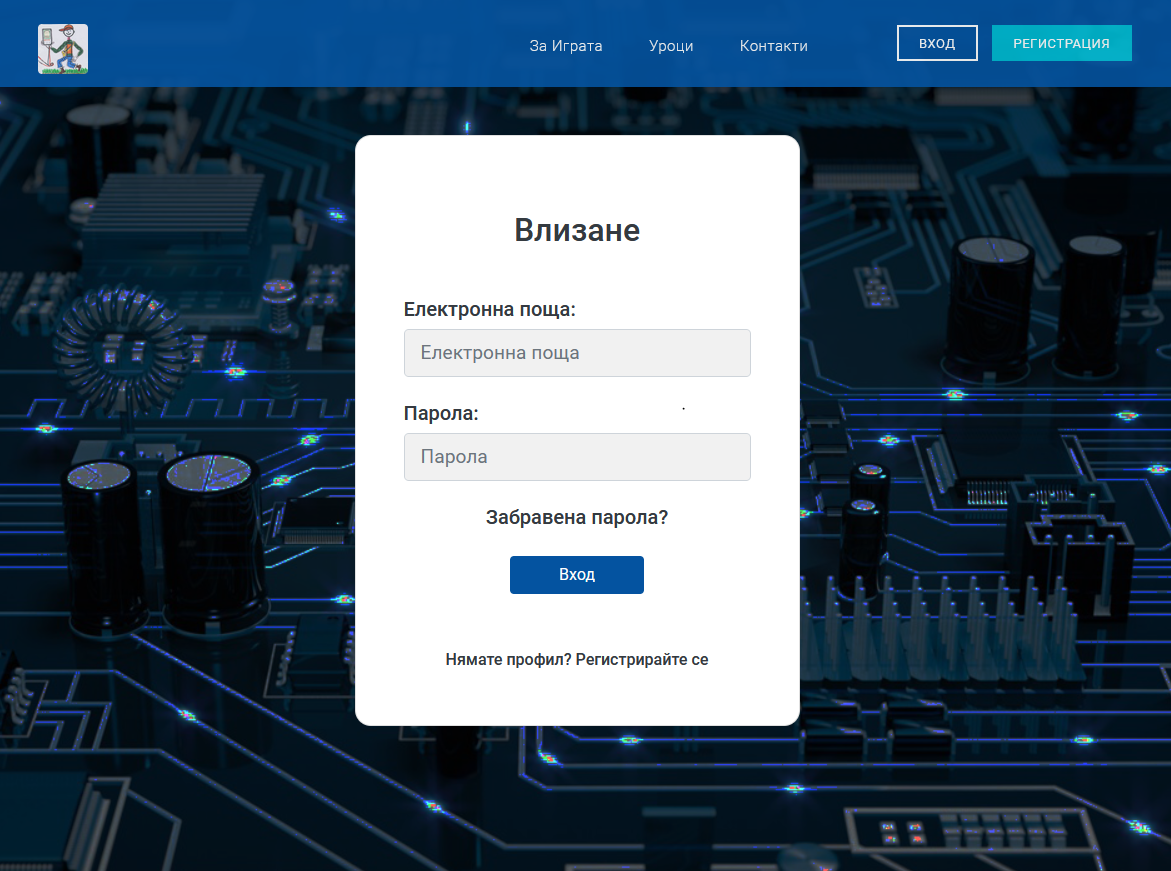 За Играта
Уроци
Контакти
ВХОД
РЕГИСТРАЦИЯ
Влизане
Електронна поща:
Електронна поща
Парола:
Парола
Забравена парола?
Вход
Нямате профил? Регистрирайте се